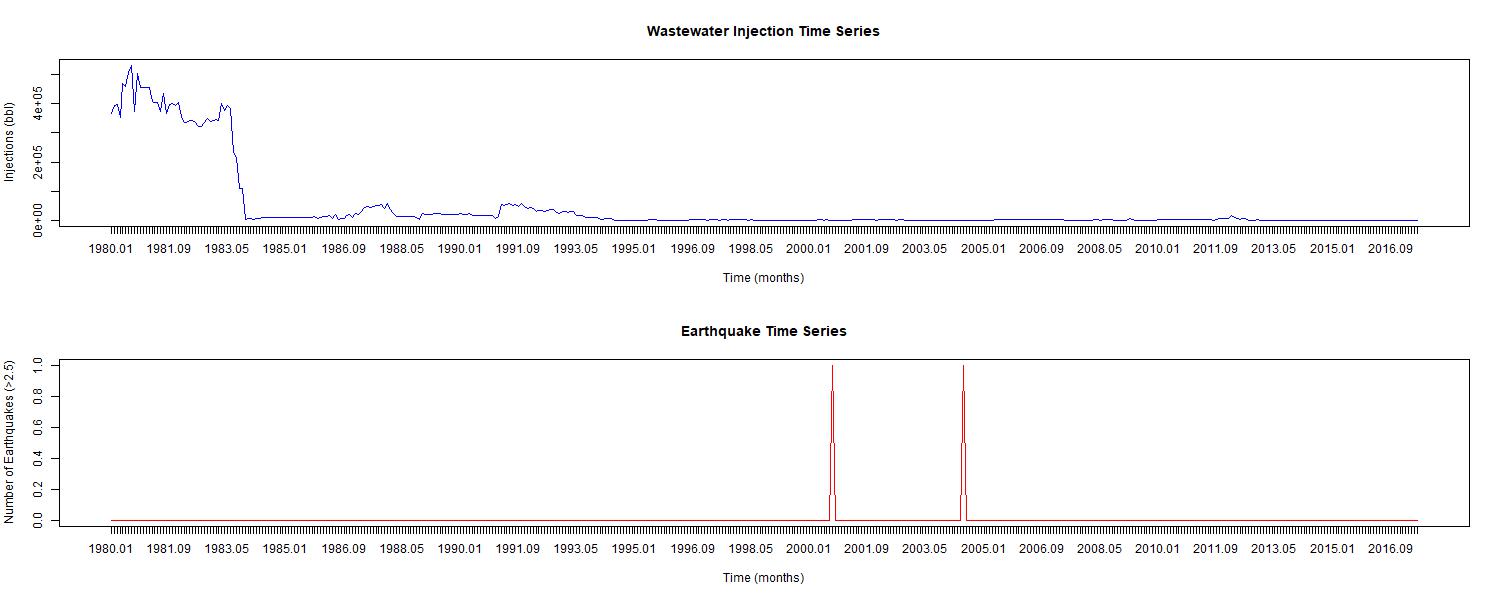 Wastewater Injection Time Series
Injections (bbl)
4e+05
2e+05
0e+00
1980.01 1981.09 1983.05 1985.01 1986.09 1988.05 1990.01 1991.09 1993.05 1995.01 1996.09 1998.05 2000.01 2001.09 2003.05 2005.01 2006.09 2008.05 2010.01 2011.09 2013.05 2015.01 2016.09
Time (months)
Earthquake Time Series
Number of Earthquakes (>2.5)
1.0
0.8
0.6
0.4
0.2
0.0
1980.01 1981.09 1983.05 1985.01 1986.09 1988.05 1990.01 1991.09 1993.05 1995.01 1996.09 1998.05 2000.01 2001.09 2003.05 2005.01 2006.09 2008.05 2010.01 2011.09 2013.05 2015.01 2016.09
Time (months)